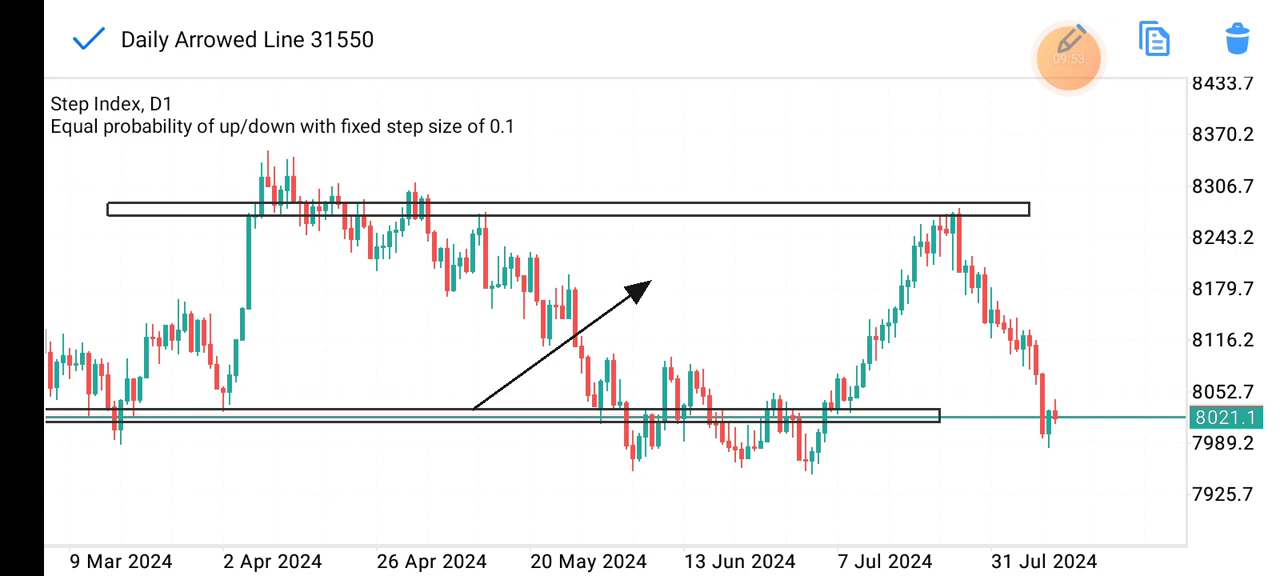 Daily Arrowed Line 31550
09:53
Step Index, D1
Equal probability of up/down with fixed step size of 0.1
8433.7
8370.2
8306.7
8243.2
8179.7
8116.2
8052.7
8021.1
7989.2
7925.7
9 Mar 2024
2 Apr 2024
26 Apr 2024
20 May 2024
13 Jun 2024
7 Jul 2024
31 Jul 2024